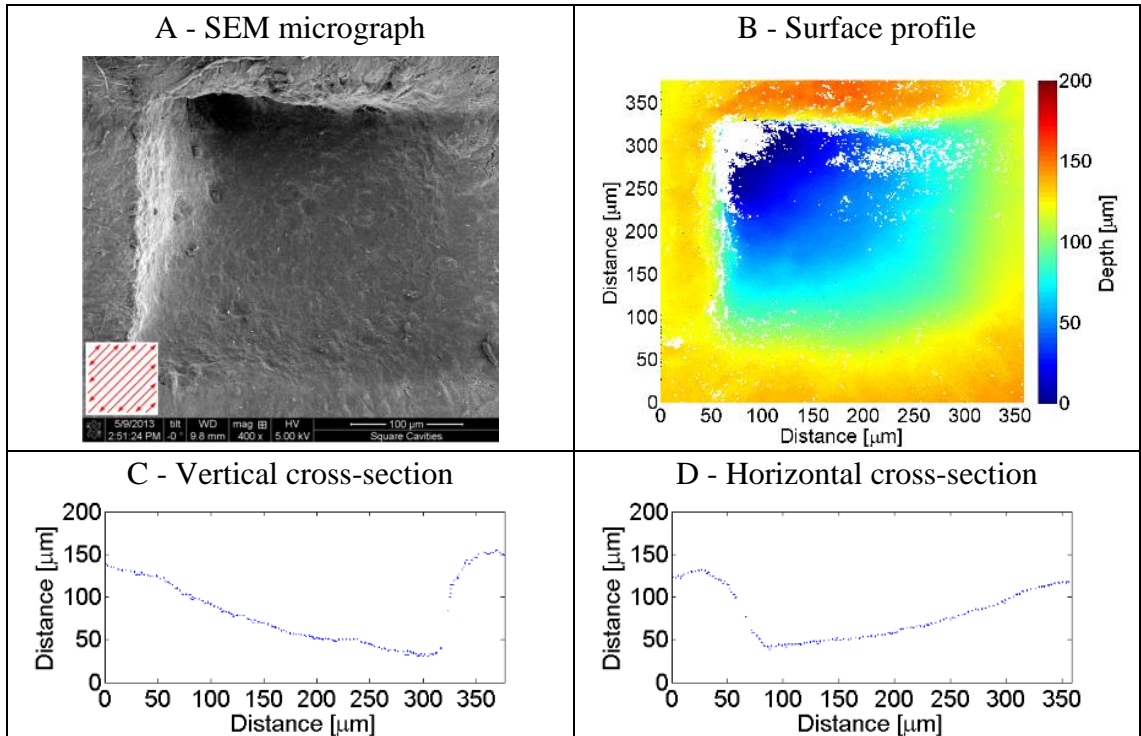 A - SEM micrograph
5/9/2013 tilt WD mag HV 100 µm
2:51:24 PM -0 ° 9.8 mm 400 x 5.00 kV Square Cavities
B - Surface profile
Distance [µm]
350
300
250
200
150
100
50
0
0 50 100 150 200 250 300 350
Distance [µm]
200
150
100
50
0
Depth [µm]
C - Vertical cross-section
Distance [µm]
200
150
100
50
0
0 50 100 150 200 250 300 350
Distance [µm]
D - Horizontal cross-section
Distance [µm]
200
150
100
50
0
0 50 100 150 200 250 300 350
Distance [µm]